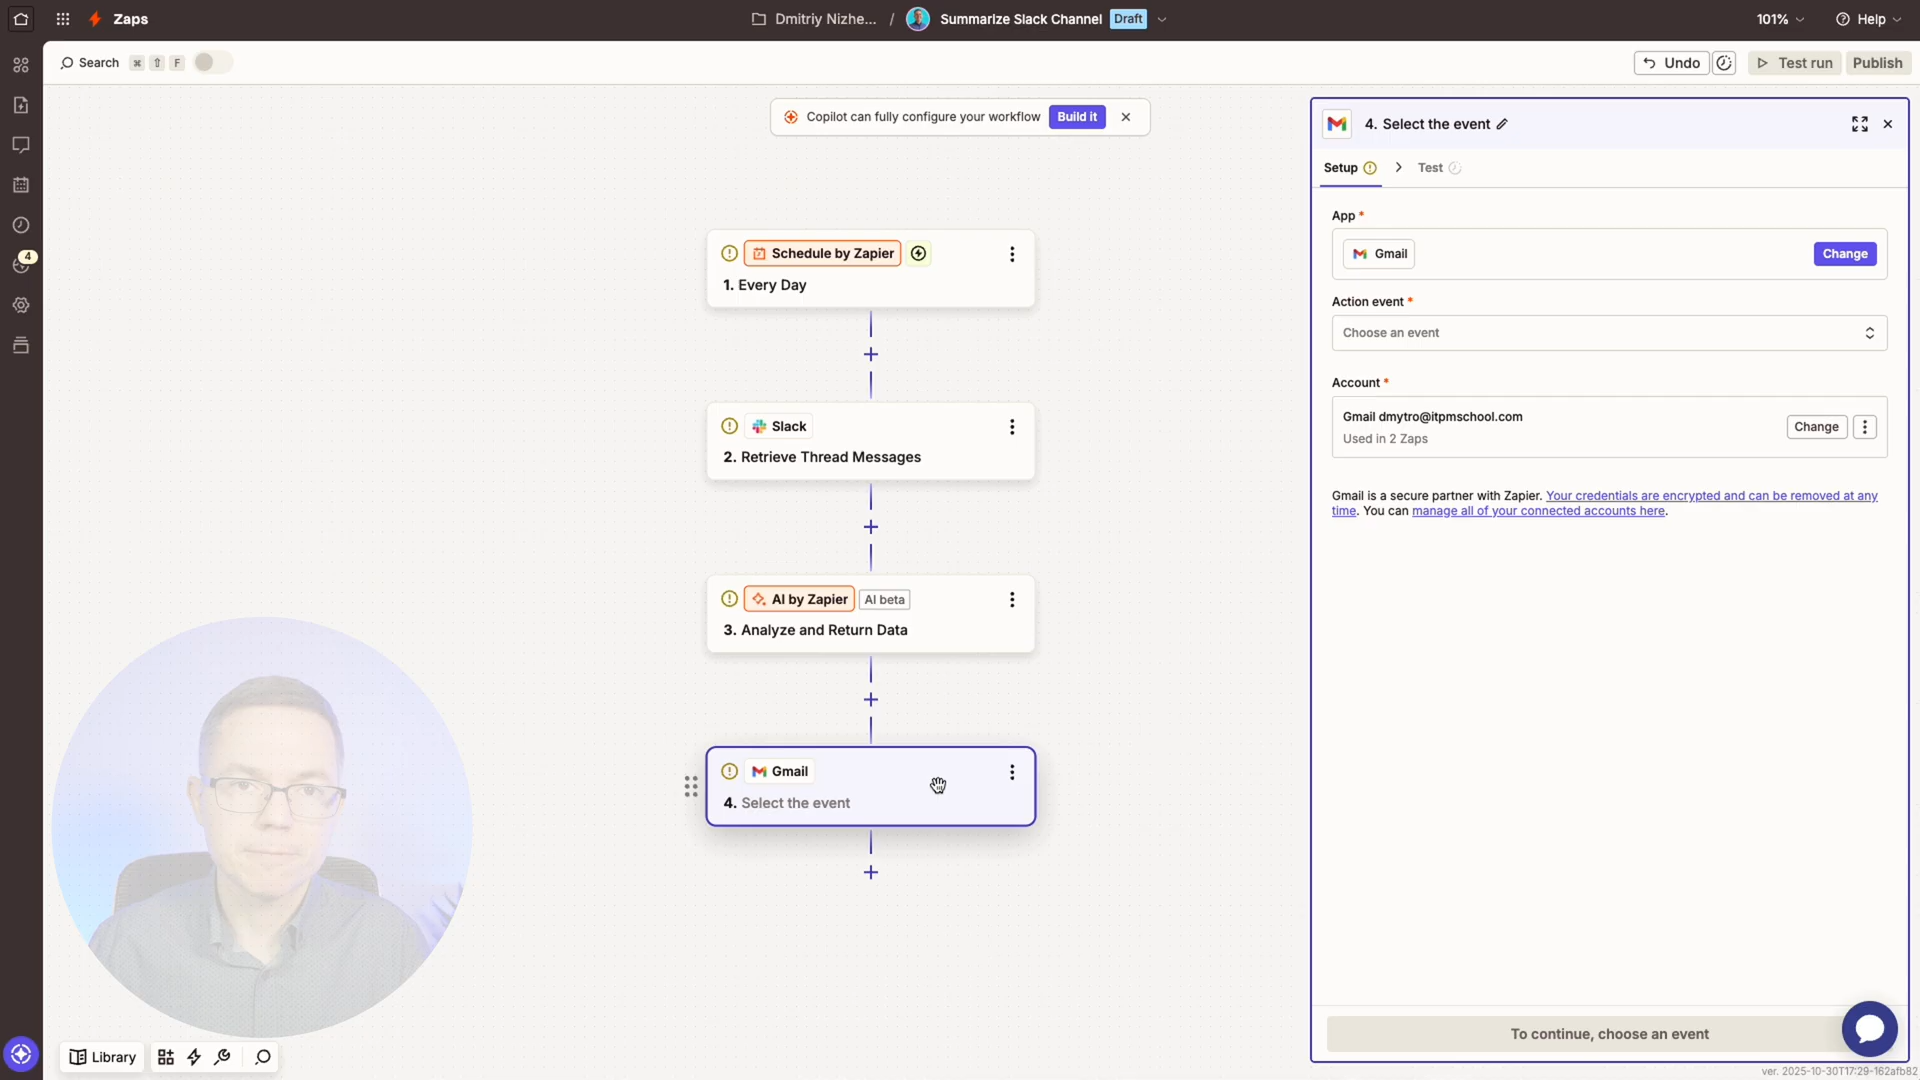 Zaps
Dmitriy Nizhe... / Summarize Slack Channel Draft
101%
Help
Search ⌘ ⇧ F
Undo
Test run
Publish
Copilot can fully configure your workflow Build it
4
Schedule by Zapier
1. Every Day
Slack
2. Retrieve Thread Messages
AI by Zapier AI beta
3. Analyze and Return Data
Gmail
4. Select the event
Library
4. Select the event
Setup
Test
App *
Gmail
Change
Action event *
Choose an event
Account *
Gmail dmytro@itpmschool.com
Used in 2 Zaps
Change
Gmail is a secure partner with Zapier. Your credentials are encrypted and can be removed at any
time. You can manage all of your connected accounts here.
To continue, choose an event
ver. 2025-10-30T17:29-162afb82